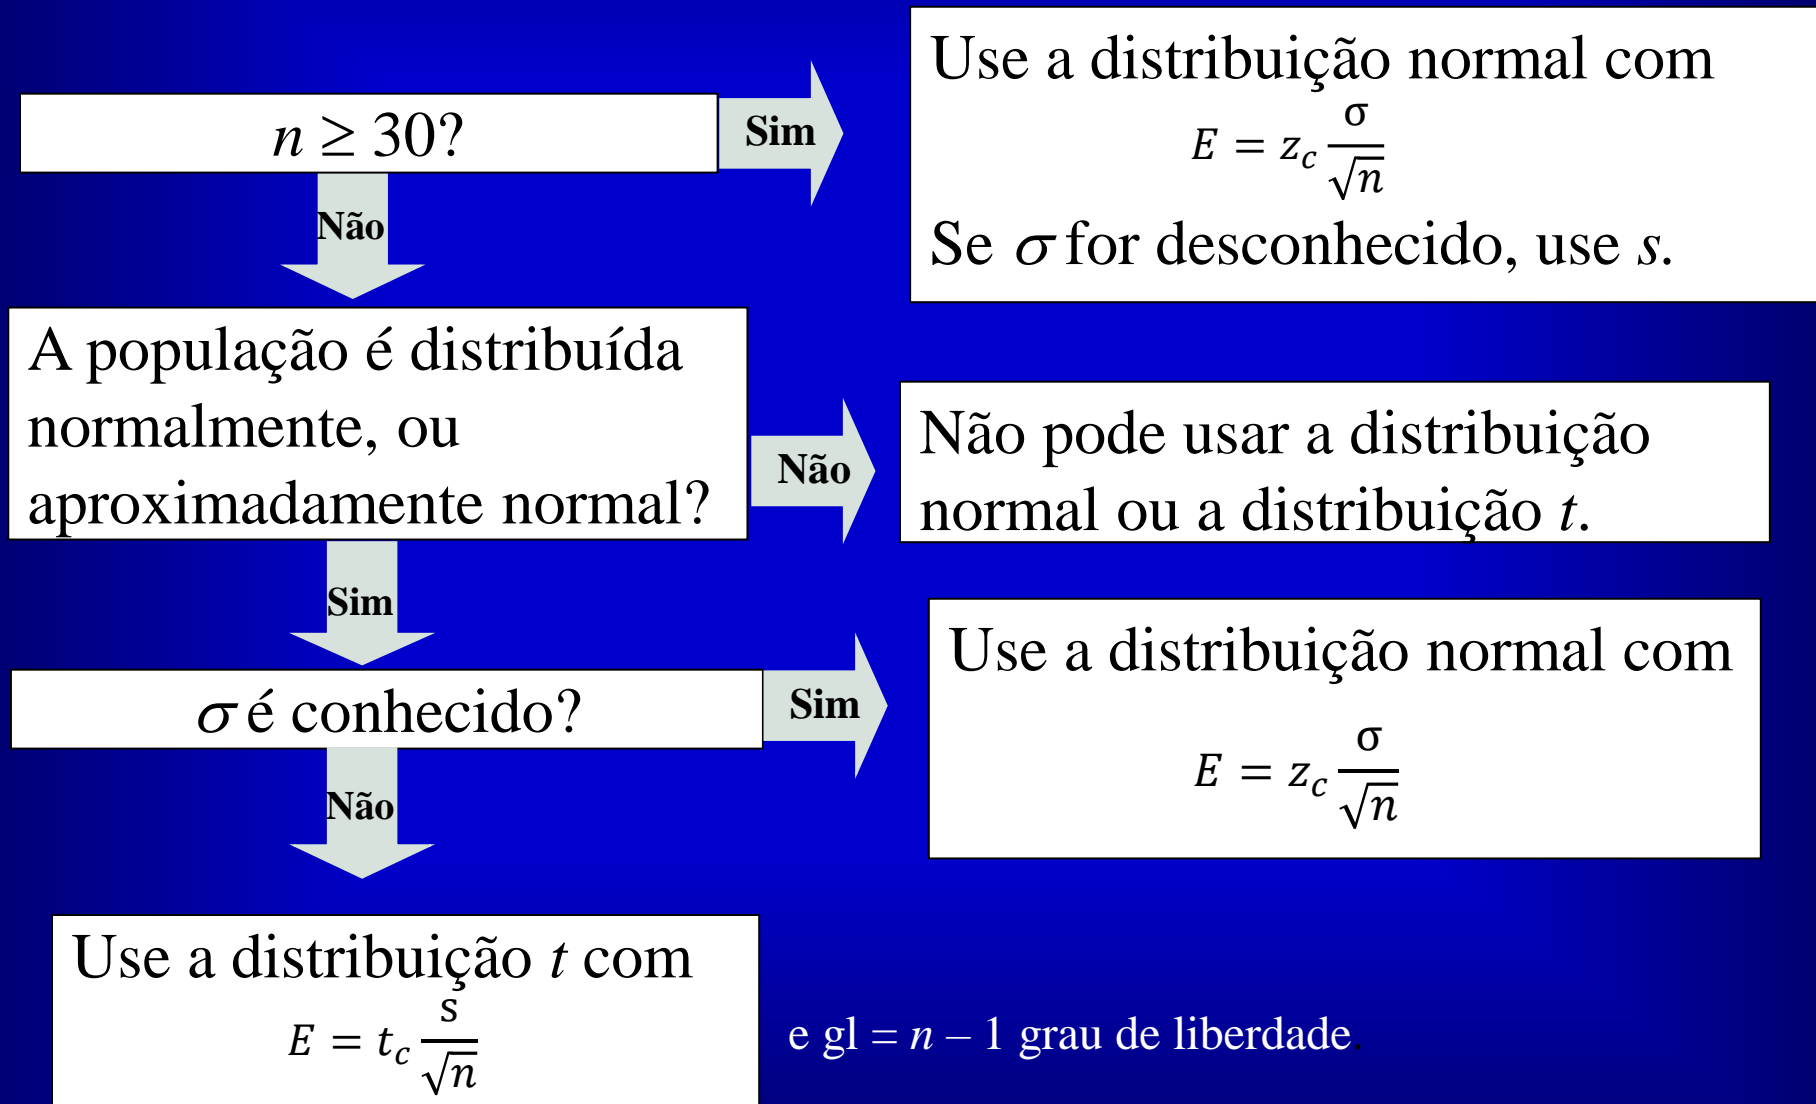 n ≥ 30?
Sim
Use a distribuição normal com
E = z_c σ/√n
Se σ for desconhecido, use s.
Não
A população é distribuída
normalmente, ou
aproximadamente normal?
Não
Não pode usar a distribuição
normal ou a distribuição t.
Sim
σ é conhecido?
Sim
Use a distribuição normal com
E = z_c σ/√n
Não
Use a distribuição t com
E = t_c s/√n
e gl = n – 1 grau de liberdade.